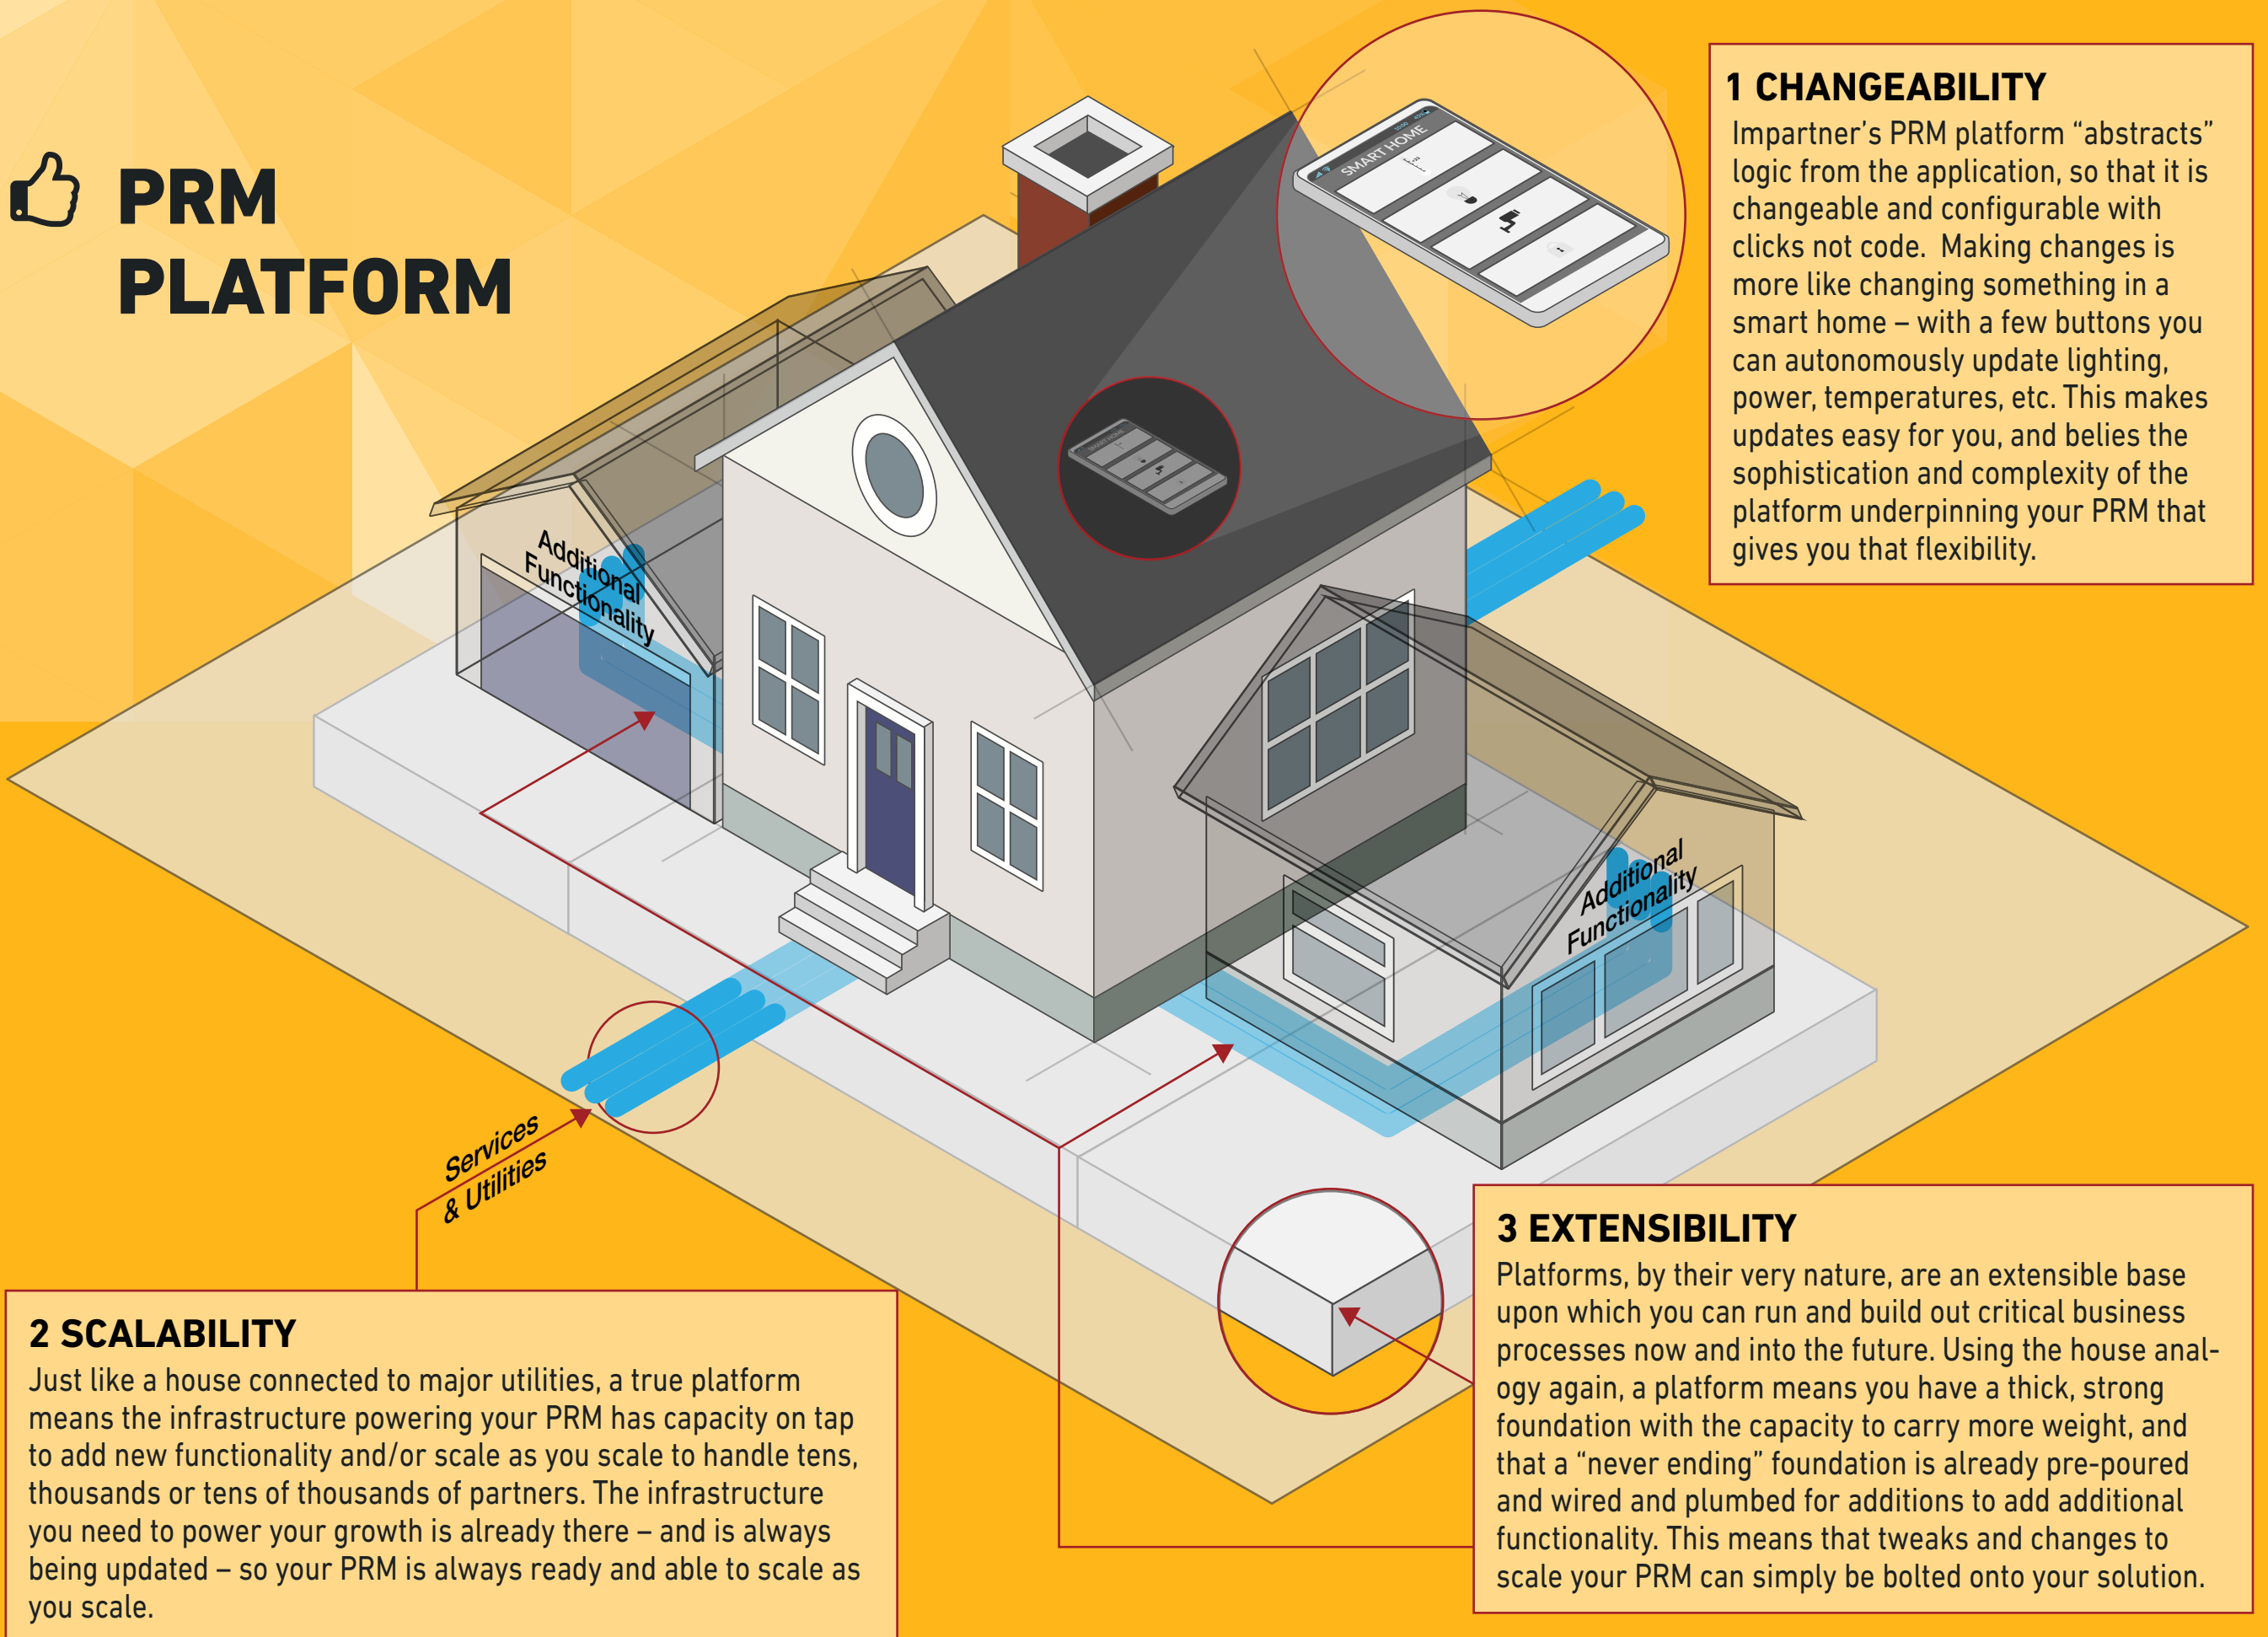 PRM
PLATFORM
1 CHANGEABILITY
Impartner’s PRM platform “abstracts”
logic from the application, so that it is
changeable and configurable with
clicks not code.  Making changes is
more like changing something in a
smart home – with a few buttons you
can autonomously update lighting,
power, temperatures, etc. This makes
updates easy for you, and belies the
sophistication and complexity of the
platform underpinning your PRM that
gives you that flexibility.
SMART HOME
SMART HOME
Additional
Functionality
Additional
Functionality
Services
& Utilities
2 SCALABILITY
Just like a house connected to major utilities, a true platform
means the infrastructure powering your PRM has capacity on tap
to add new functionality and/or scale as you scale to handle tens,
thousands or tens of thousands of partners. The infrastructure
you need to power your growth is already there – and is always
being updated – so your PRM is always ready and able to scale as
you scale.
3 EXTENSIBILITY
Platforms, by their very nature, are an extensible base
upon which you can run and build out critical business
processes now and into the future. Using the house anal-
ogy again, a platform means you have a thick, strong
foundation with the capacity to carry more weight, and
that a “never ending” foundation is already pre-poured
and wired and plumbed for additions to add additional
functionality. This means that tweaks and changes to
scale your PRM can simply be bolted onto your solution.